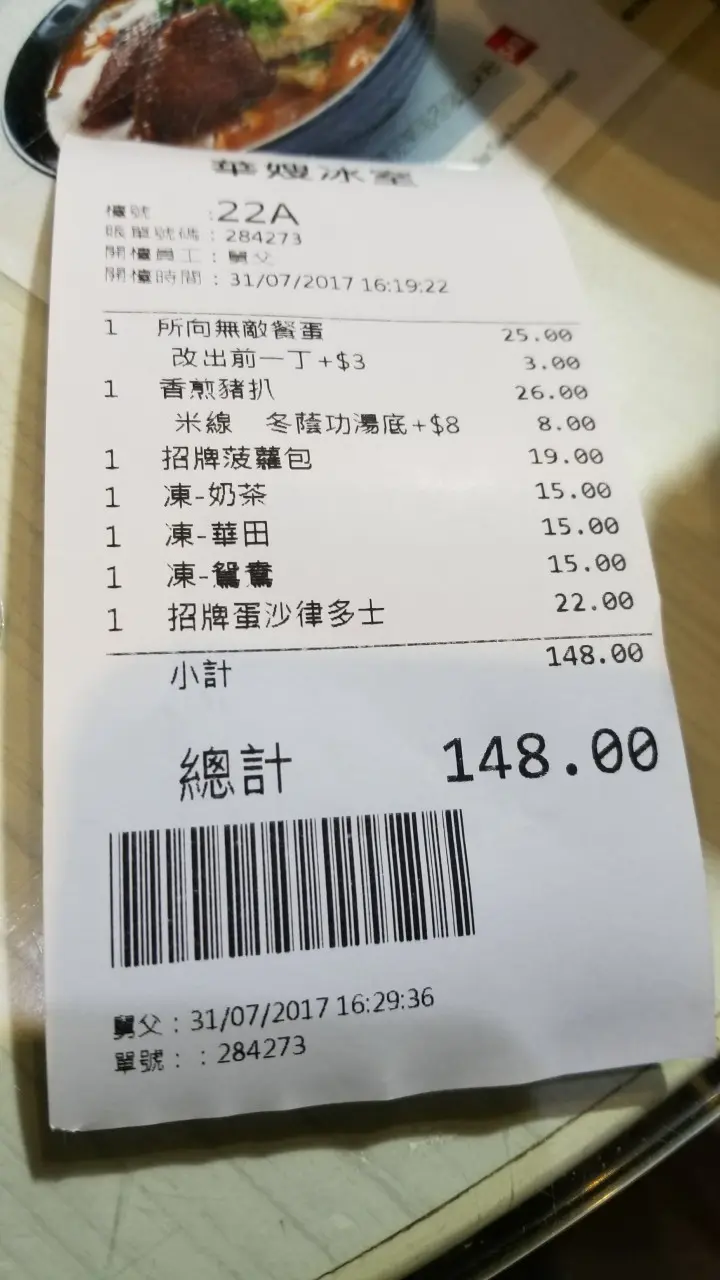 華嫂冰室
檯號 :22A
賬單號碼：284273
開檯員工：舅父
開檯時間：31/07/2017 16:19:22
1 所向無敵餐蛋 25.00
改出前一丁+$3 3.00
1 香煎豬扒 26.00
米線 冬蔭功湯底+$8 8.00
1 招牌菠蘿包 19.00
1 凍-奶茶 15.00
1 凍-華田 15.00
1 凍-鴛鴦 15.00
1 招牌蛋沙律多士 22.00
小計 148.00
總計 148.00
舅父：31/07/2017 16:29:36
單號：：284273